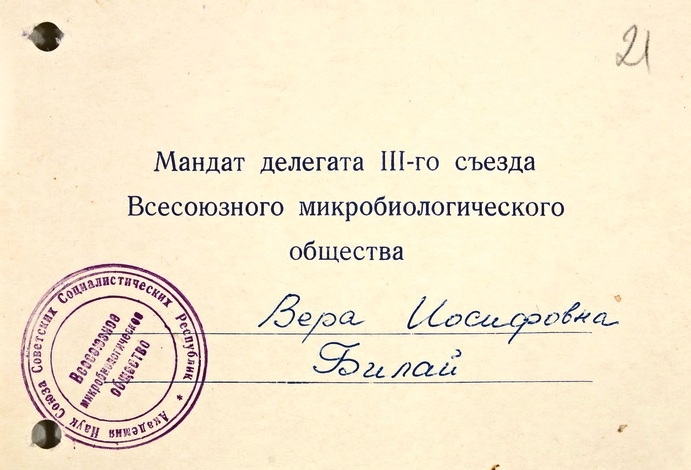 21
Мандат делегата III-го съезда
Всесоюзного микробиологического
общества
Вера Иосифовна
Билай
Академия Наук Союза Советских Социалистических Республик *
Всесоюзное
микробиологическое
общество